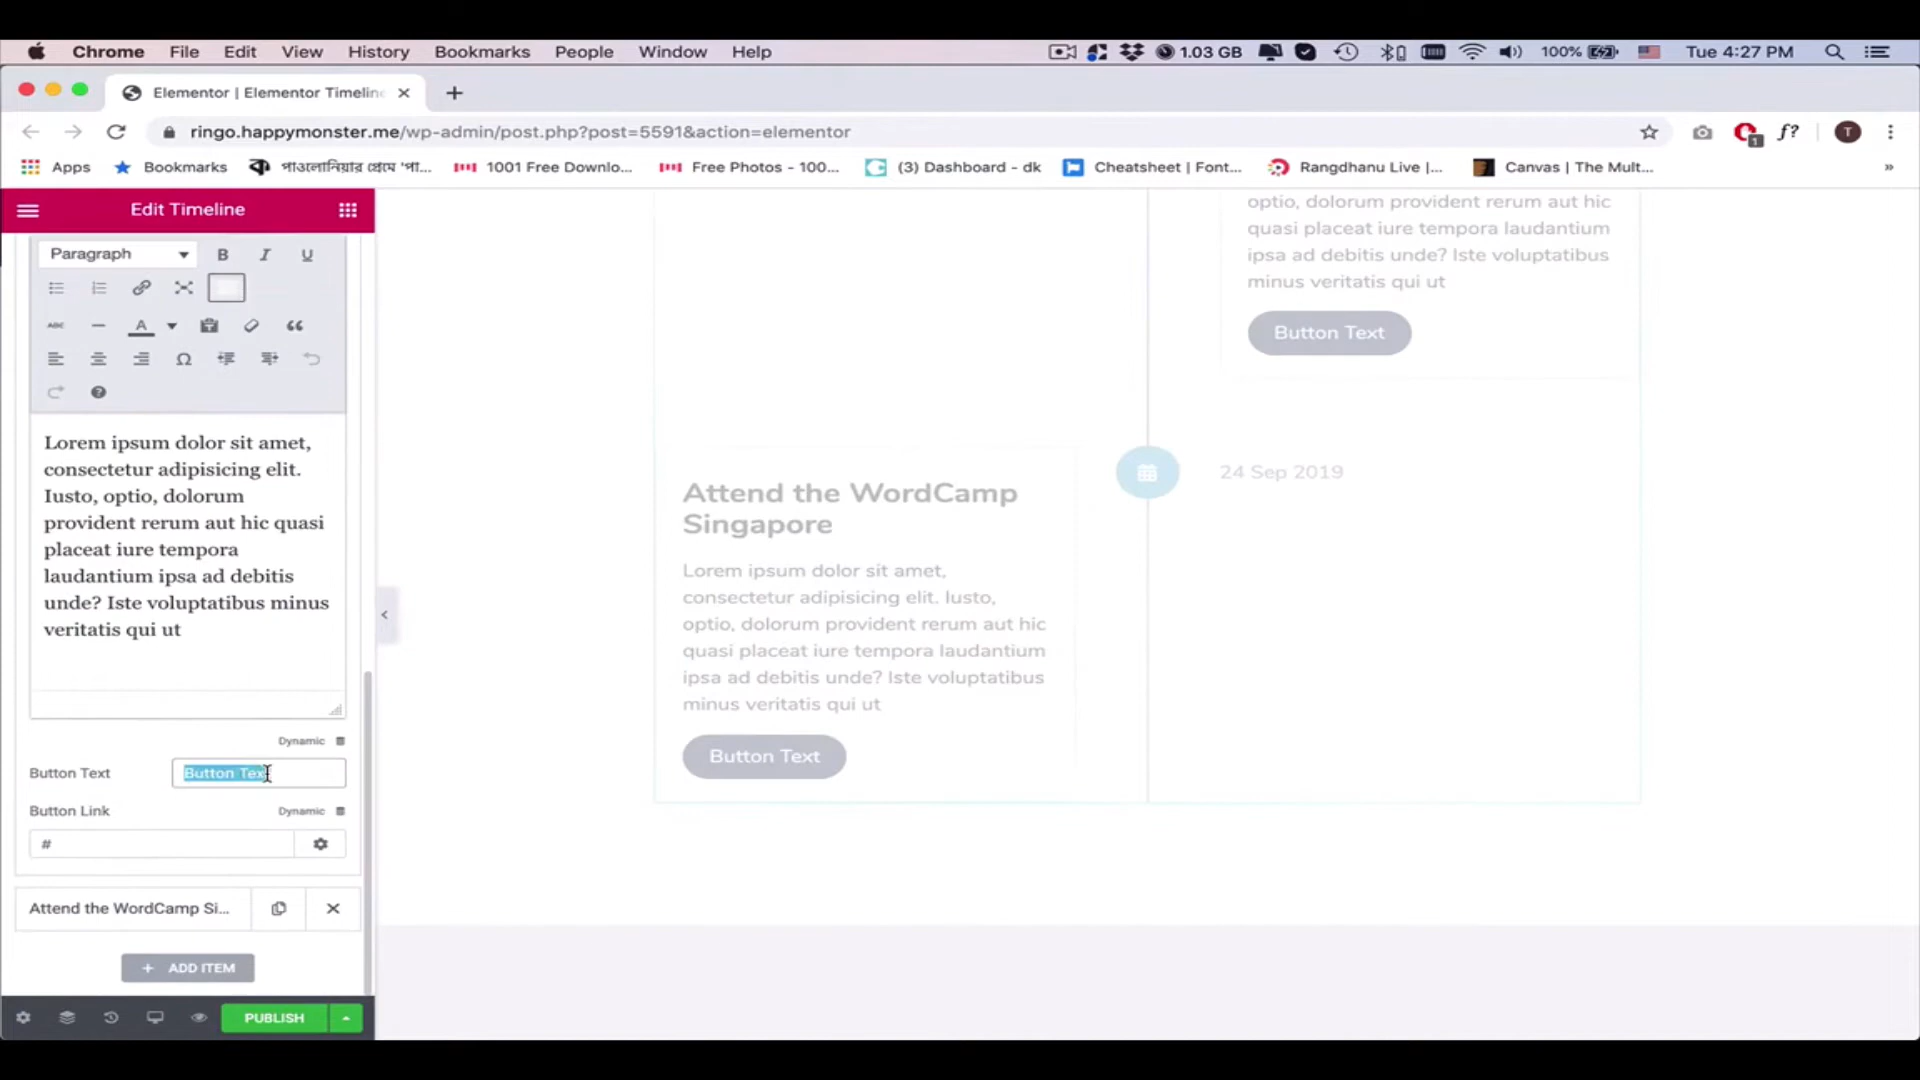 Chrome File Edit View History Bookmarks People Window Help 1.03 GB 100% Tue 4:27 PM
Elementor | Elementor Timeline
ringo.happymonster.me/wp-admin/post.php?post=5591&action=elementor f? T
Apps Bookmarks পাওলোনিয়ার প্রেমে 'পা... 1001 Free Downlo... Free Photos - 100... (3) Dashboard - dk Cheatsheet | Font... Rangdhanu Live |... Canvas | The Mult... »
Edit Timeline
Paragraph B I U
ABC A
Ω
Lorem ipsum dolor sit amet,
consectetur adipisicing elit.
Iusto, optio, dolorum
provident rerum aut hic quasi
placeat iure tempora
laudantium ipsa ad debitis
unde? Iste voluptatibus minus
veritatis qui ut
Dynamic
Button Text Button Text
Button Link Dynamic
#
Attend the WordCamp Si...
+ ADD ITEM
PUBLISH
optio, dolorum provident rerum aut hic
quasi placeat iure tempora laudantium
ipsa ad debitis unde? Iste voluptatibus
minus veritatis qui ut
Button Text
24 Sep 2019
Attend the WordCamp
Singapore
Lorem ipsum dolor sit amet,
consectetur adipisicing elit. Iusto,
optio, dolorum provident rerum aut hic
quasi placeat iure tempora laudantium
ipsa ad debitis unde? Iste voluptatibus
minus veritatis qui ut
Button Text